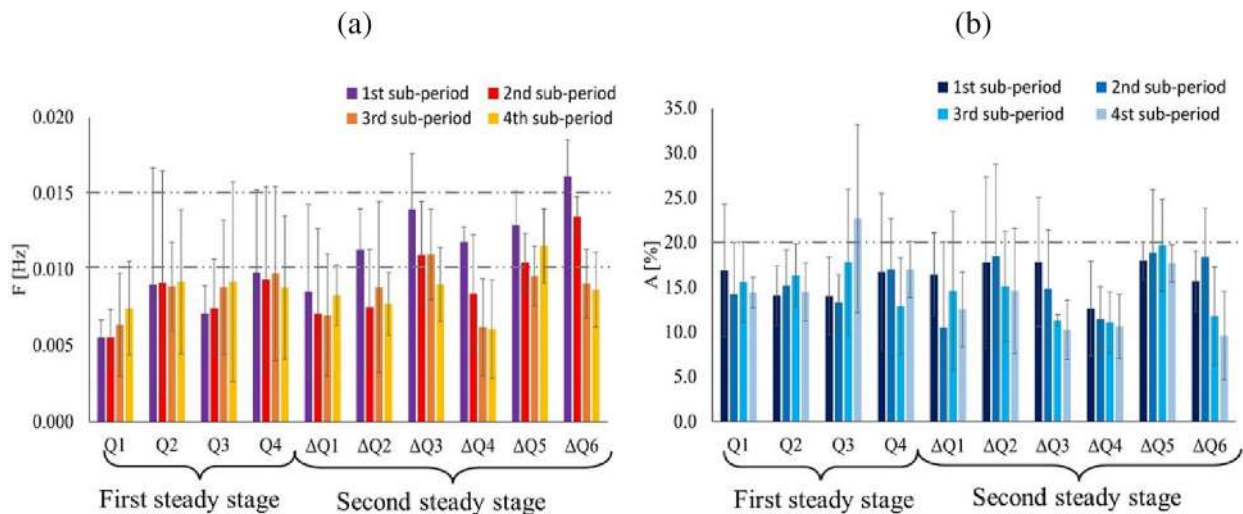 (a)
1st sub-period 2nd sub-period
3rd sub-period 4th sub-period
F [Hz]
0.020
0.015
0.010
0.005
0.000
Q1 Q2 Q3 Q4 ΔQ1 ΔQ2 ΔQ3 ΔQ4 ΔQ5 ΔQ6
First steady stage Second steady stage
(b)
1st sub-period 2nd sub-period
3rd sub-period 4st sub-period
A [%]
35.0
30.0
25.0
20.0
15.0
10.0
5.0
0.0
Q1 Q2 Q3 Q4 ΔQ1 ΔQ2 ΔQ3 ΔQ4 ΔQ5 ΔQ6
First steady stage Second steady stage